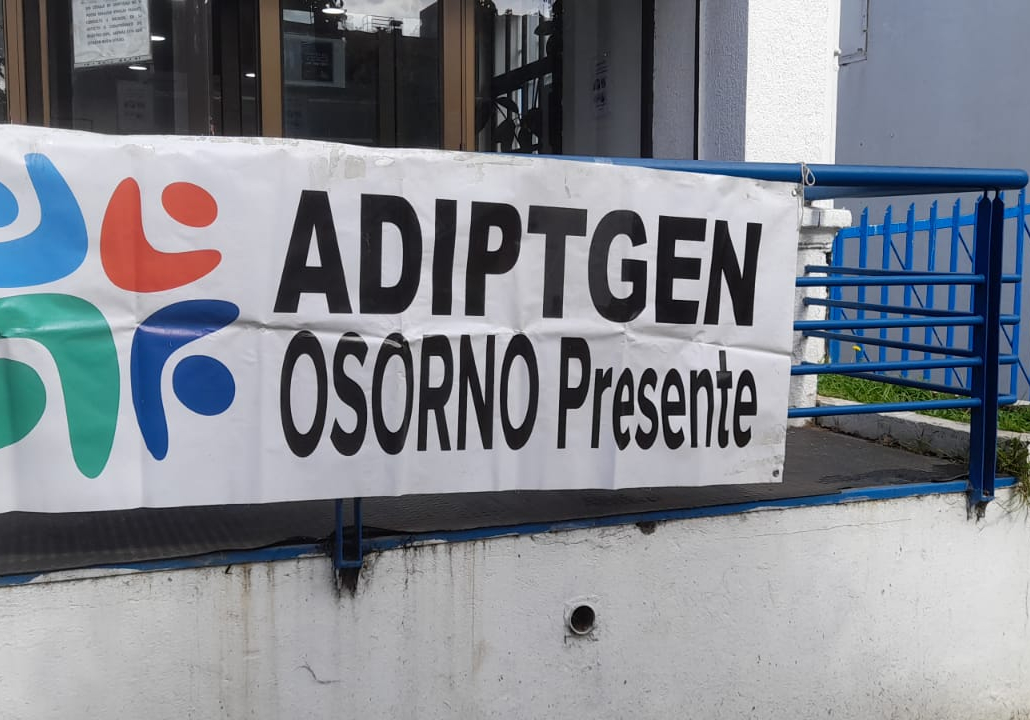 ADIPTGEN
OSORNO Presente